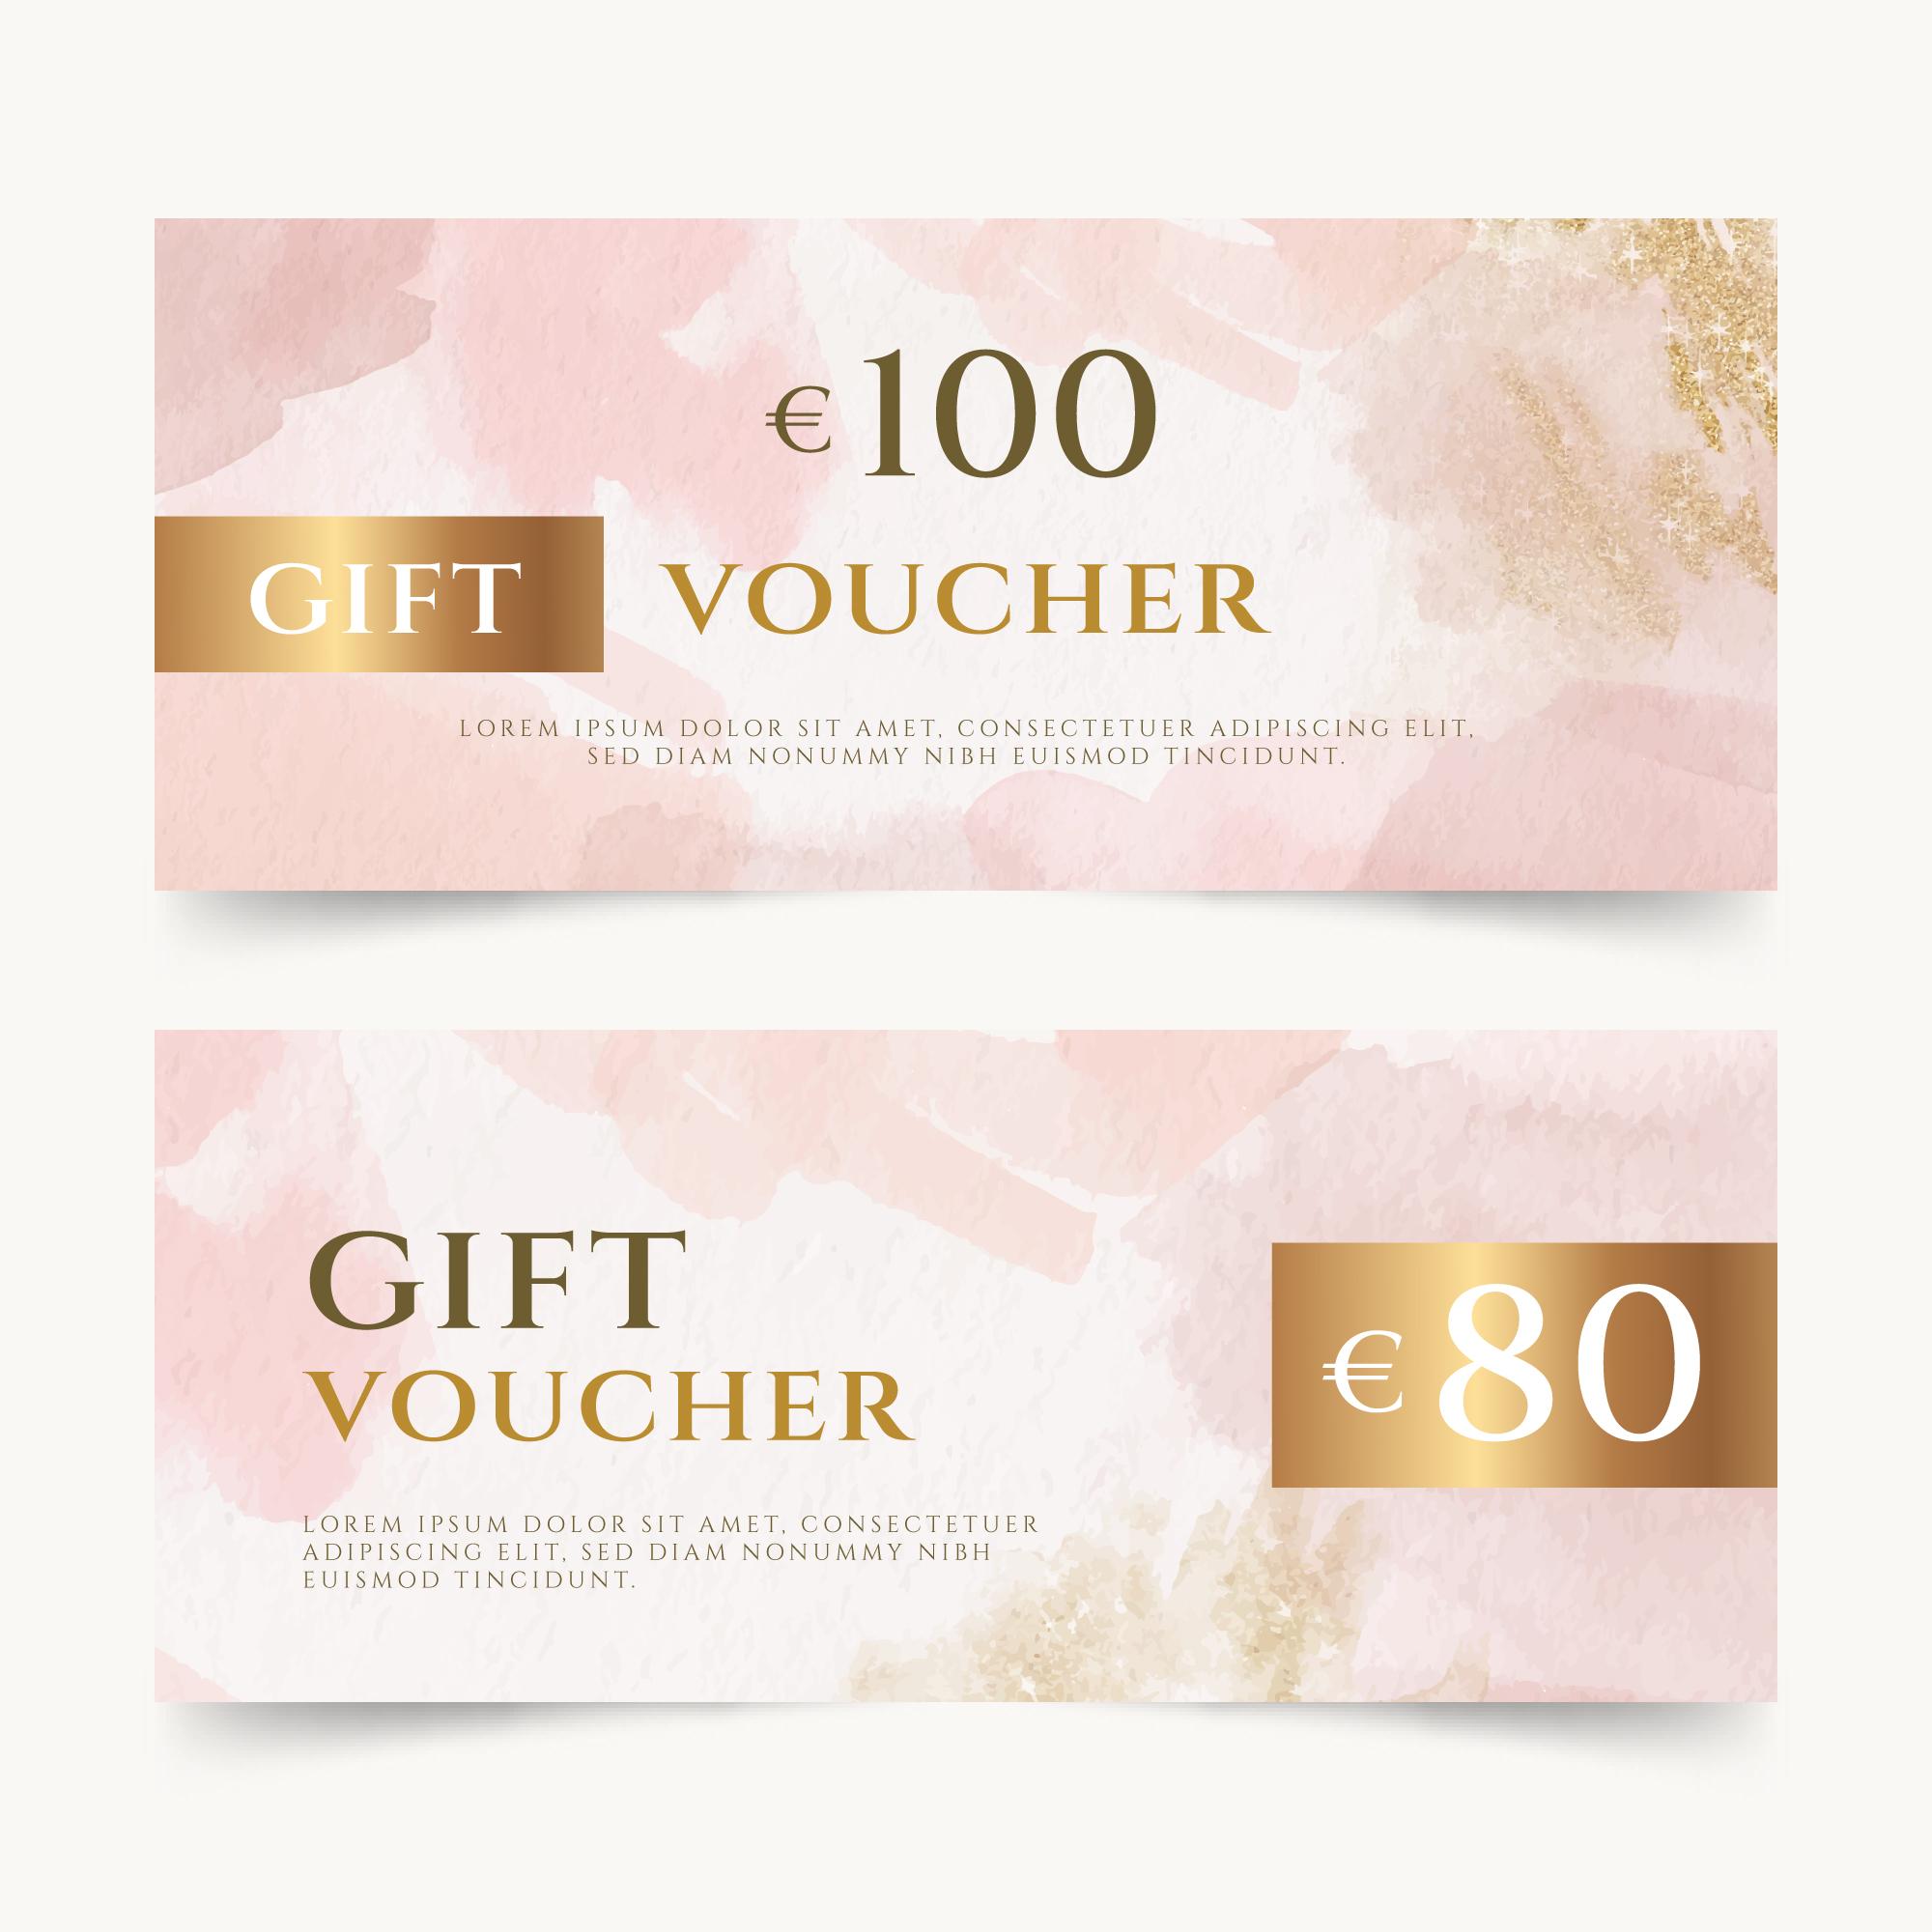 €100
GIFT VOUCHER
LOREM IPSUM DOLOR SIT AMET, CONSECTETUER ADIPISCING ELIT,
SED DIAM NONUMMY NIBH EUISMOD TINCIDUNT.
GIFT
VOUCHER
€80
LOREM IPSUM DOLOR SIT AMET, CONSECTETUER
ADIPISCING ELIT, SED DIAM NONUMMY NIBH
EUISMOD TINCIDUNT.